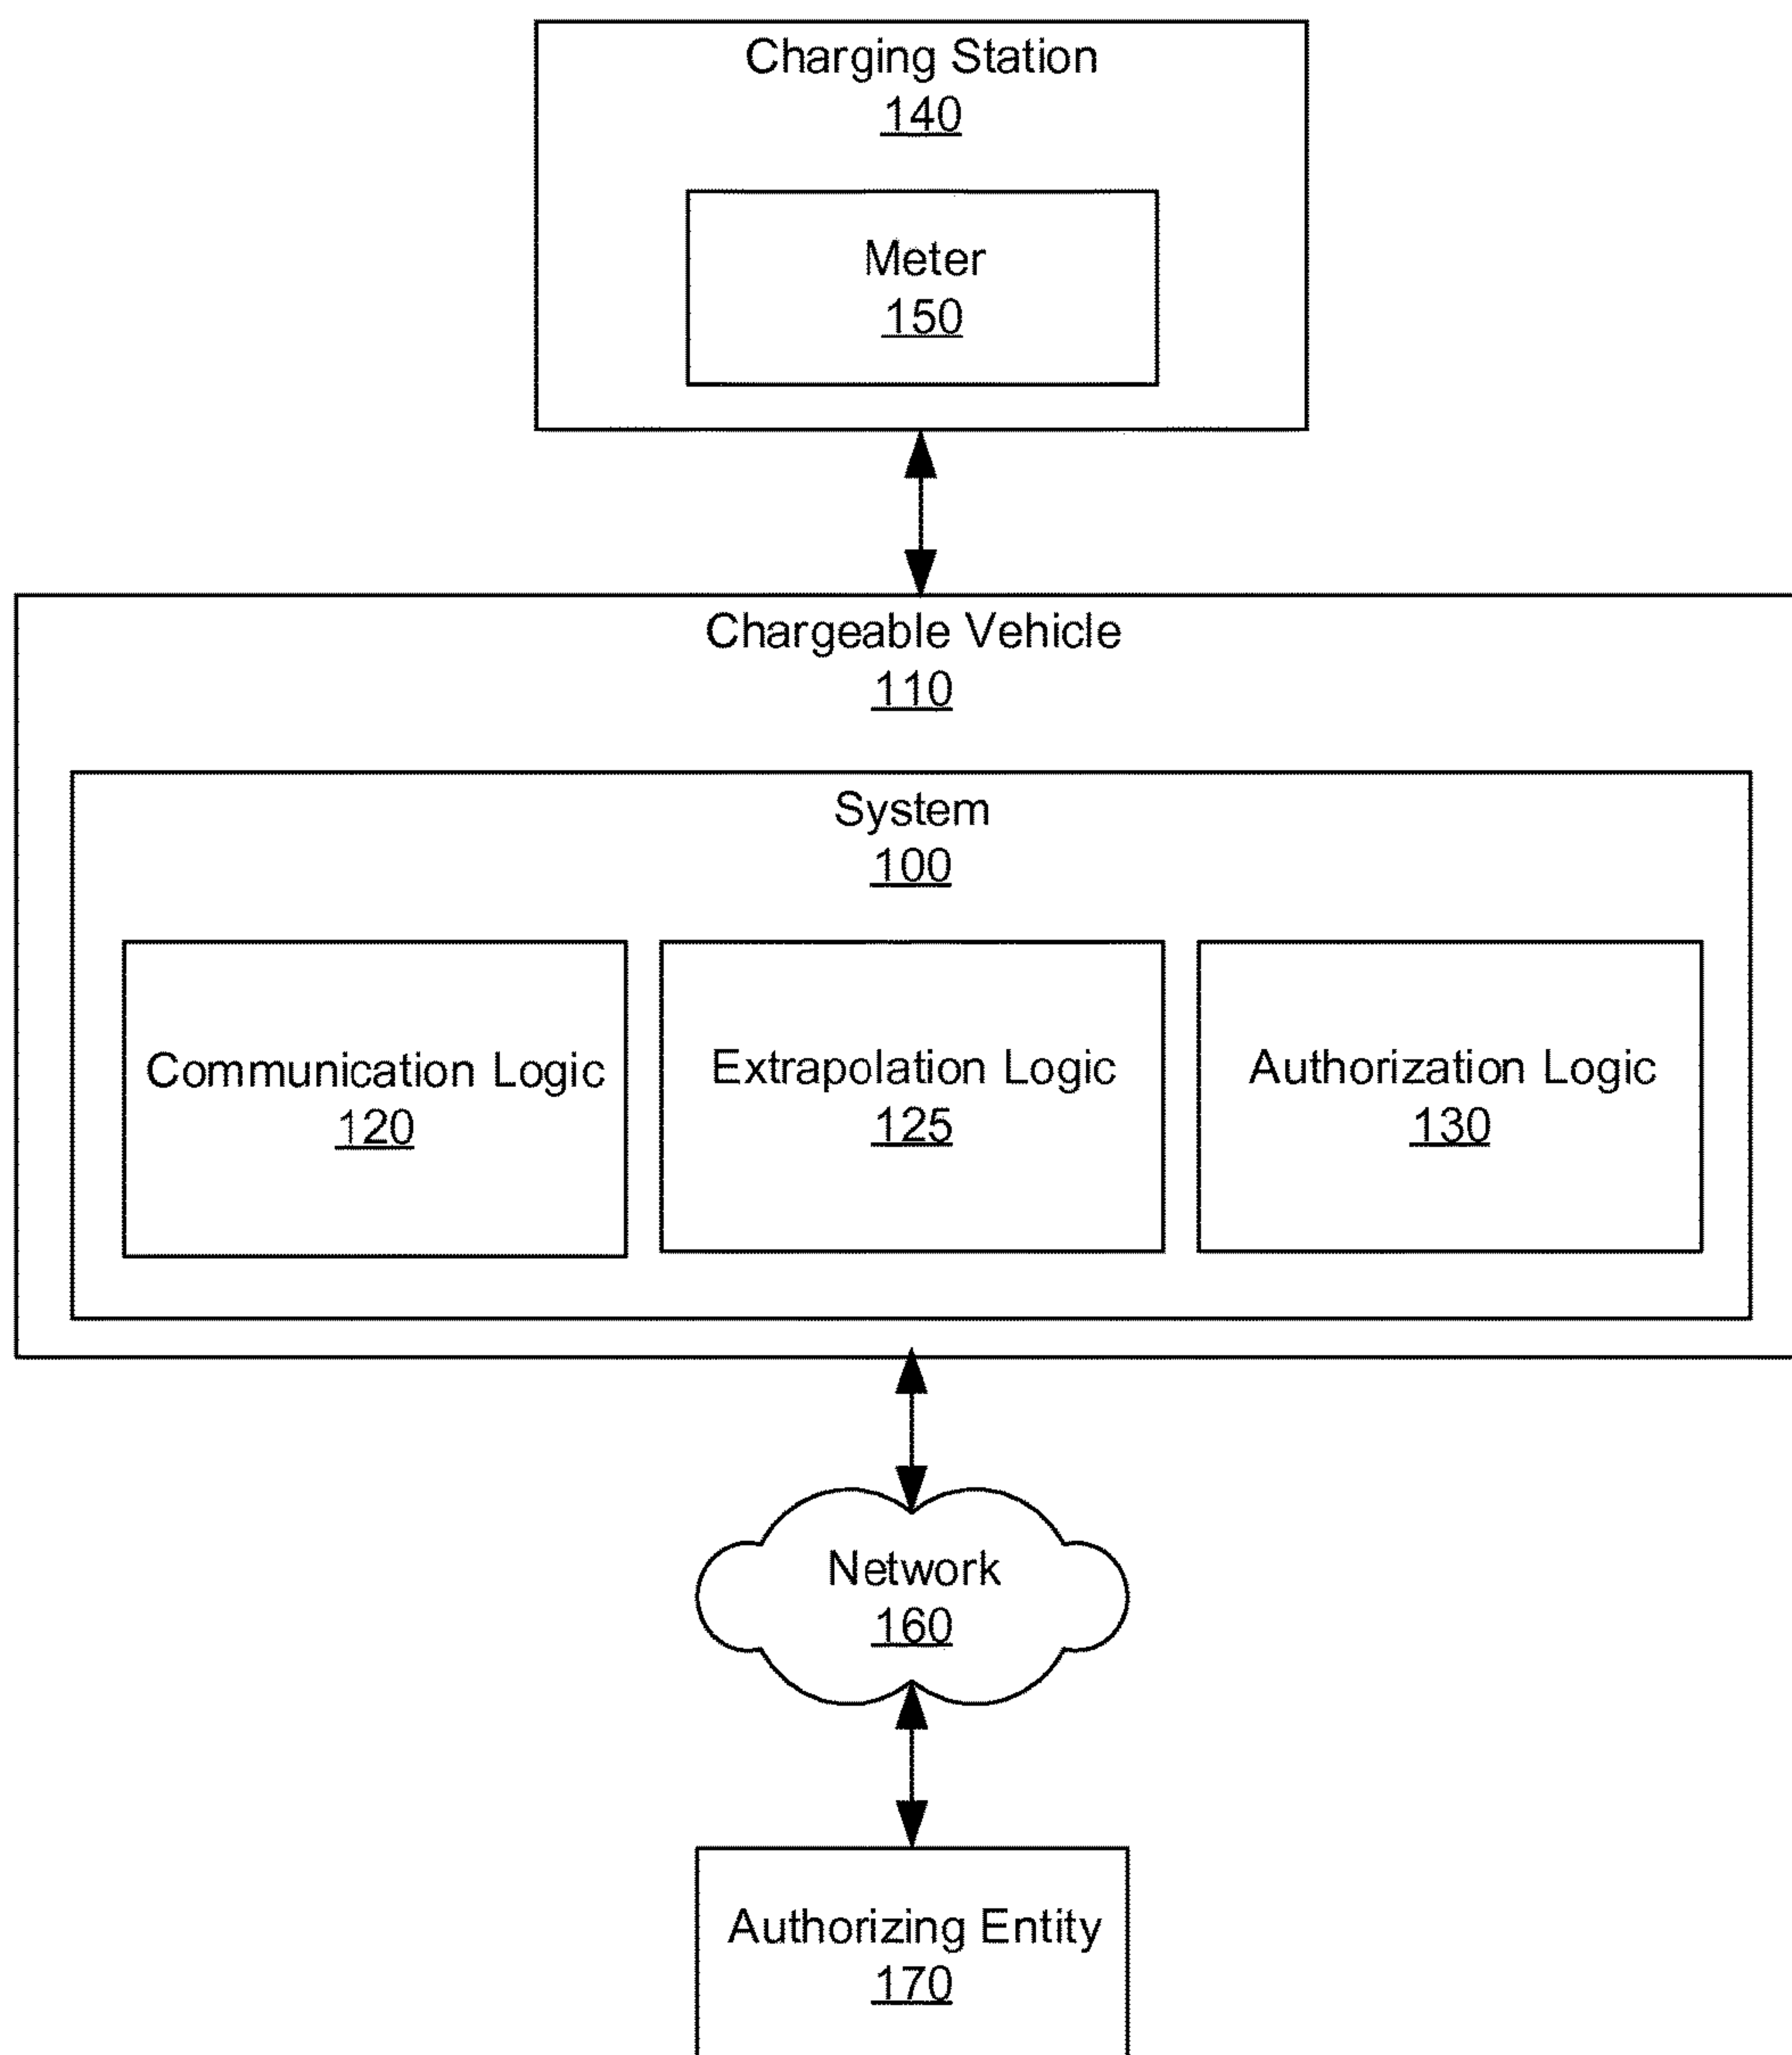 Charging Station
140
Meter
150
Chargeable Vehicle
110
System
100
Communication Logic
120
Extrapolation Logic
125
Authorization Logic
130
Network
160
Authorizing Entity
170